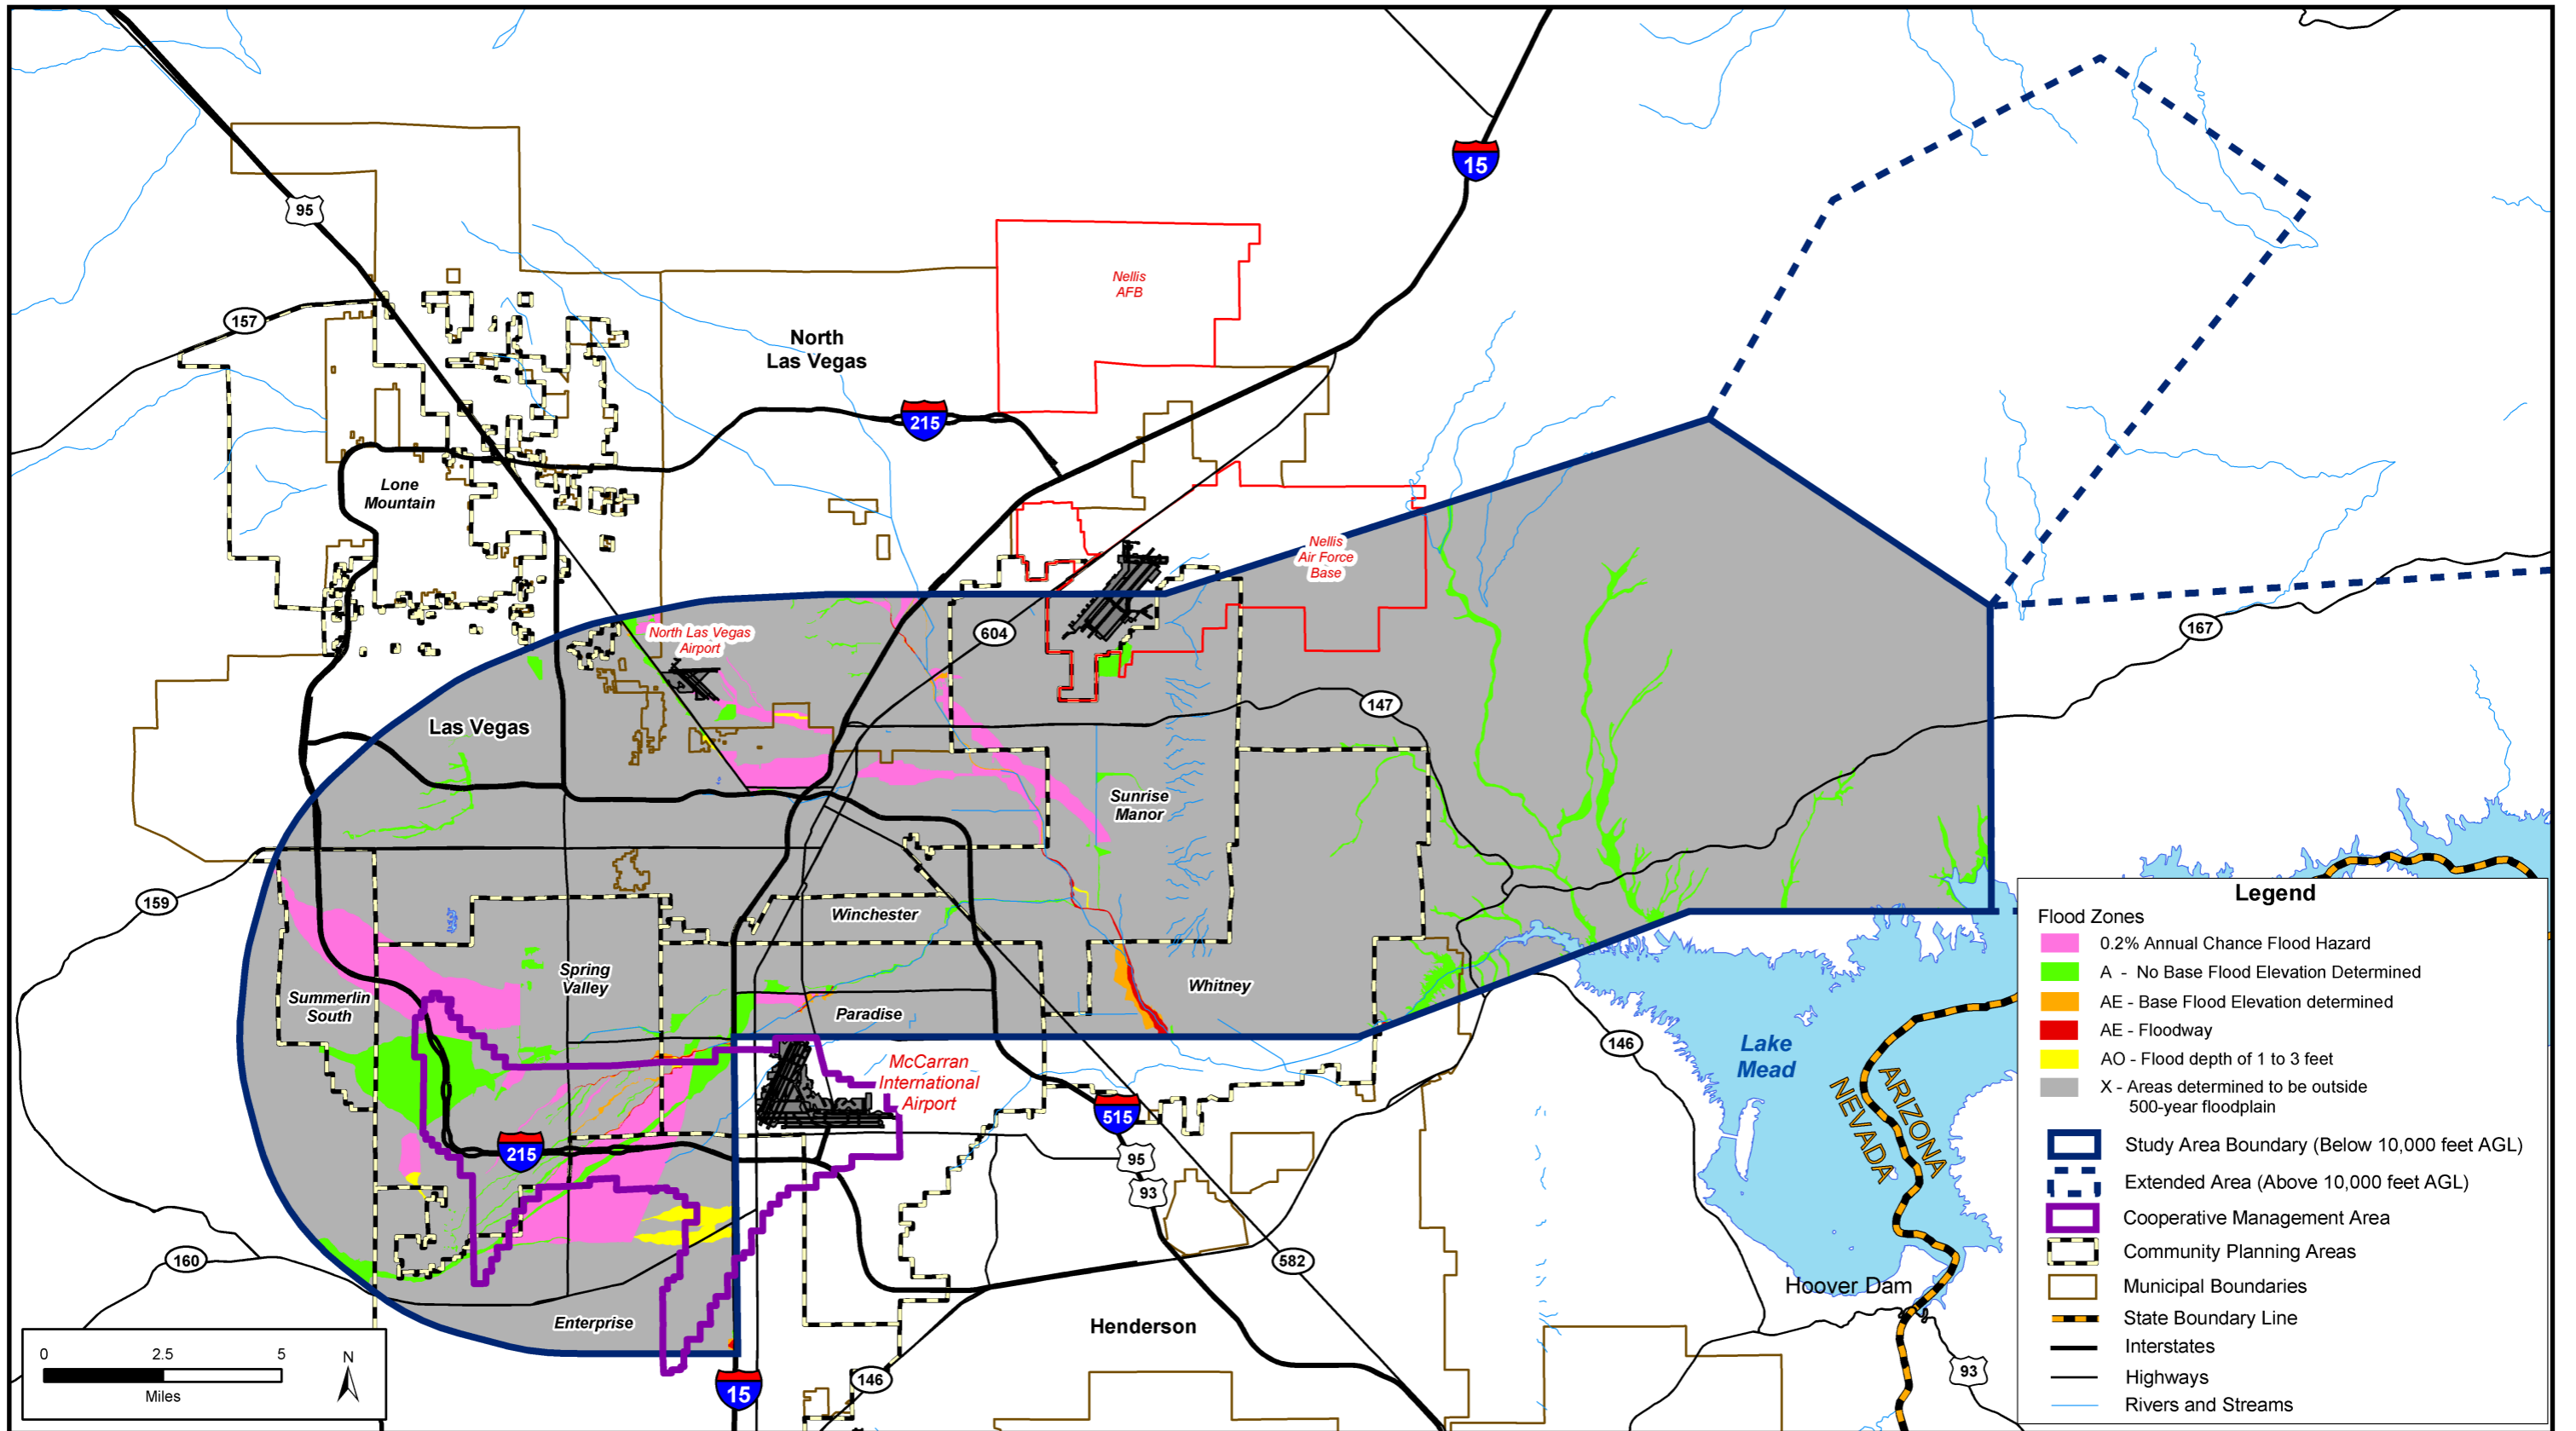 15
95
Nellis
AFB
157
North
Las Vegas
215
Lone
Mountain
Nellis
Air Force
Base
North Las Vegas
Airport
604
167
147
Las Vegas
Sunrise
Manor
159
Winchester
Spring
Valley
Whitney
Summerlin
South
Paradise
McCarran
International
Airport
146
Lake
Mead
ARIZONA
NEVADA
515
215
95
93
160
582
Hoover Dam
Enterprise
Henderson
93
146
15
0
2.5
5
Miles
N
Legend
Flood Zones
0.2% Annual Chance Flood Hazard
A - No Base Flood Elevation Determined
AE - Base Flood Elevation determined
AE - Floodway
AO - Flood depth of 1 to 3 feet
X - Areas determined to be outside
500-year floodplain
Study Area Boundary (Below 10,000 feet AGL)
Extended Area (Above 10,000 feet AGL)
Cooperative Management Area
Community Planning Areas
Municipal Boundaries
State Boundary Line
Interstates
Highways
Rivers and Streams